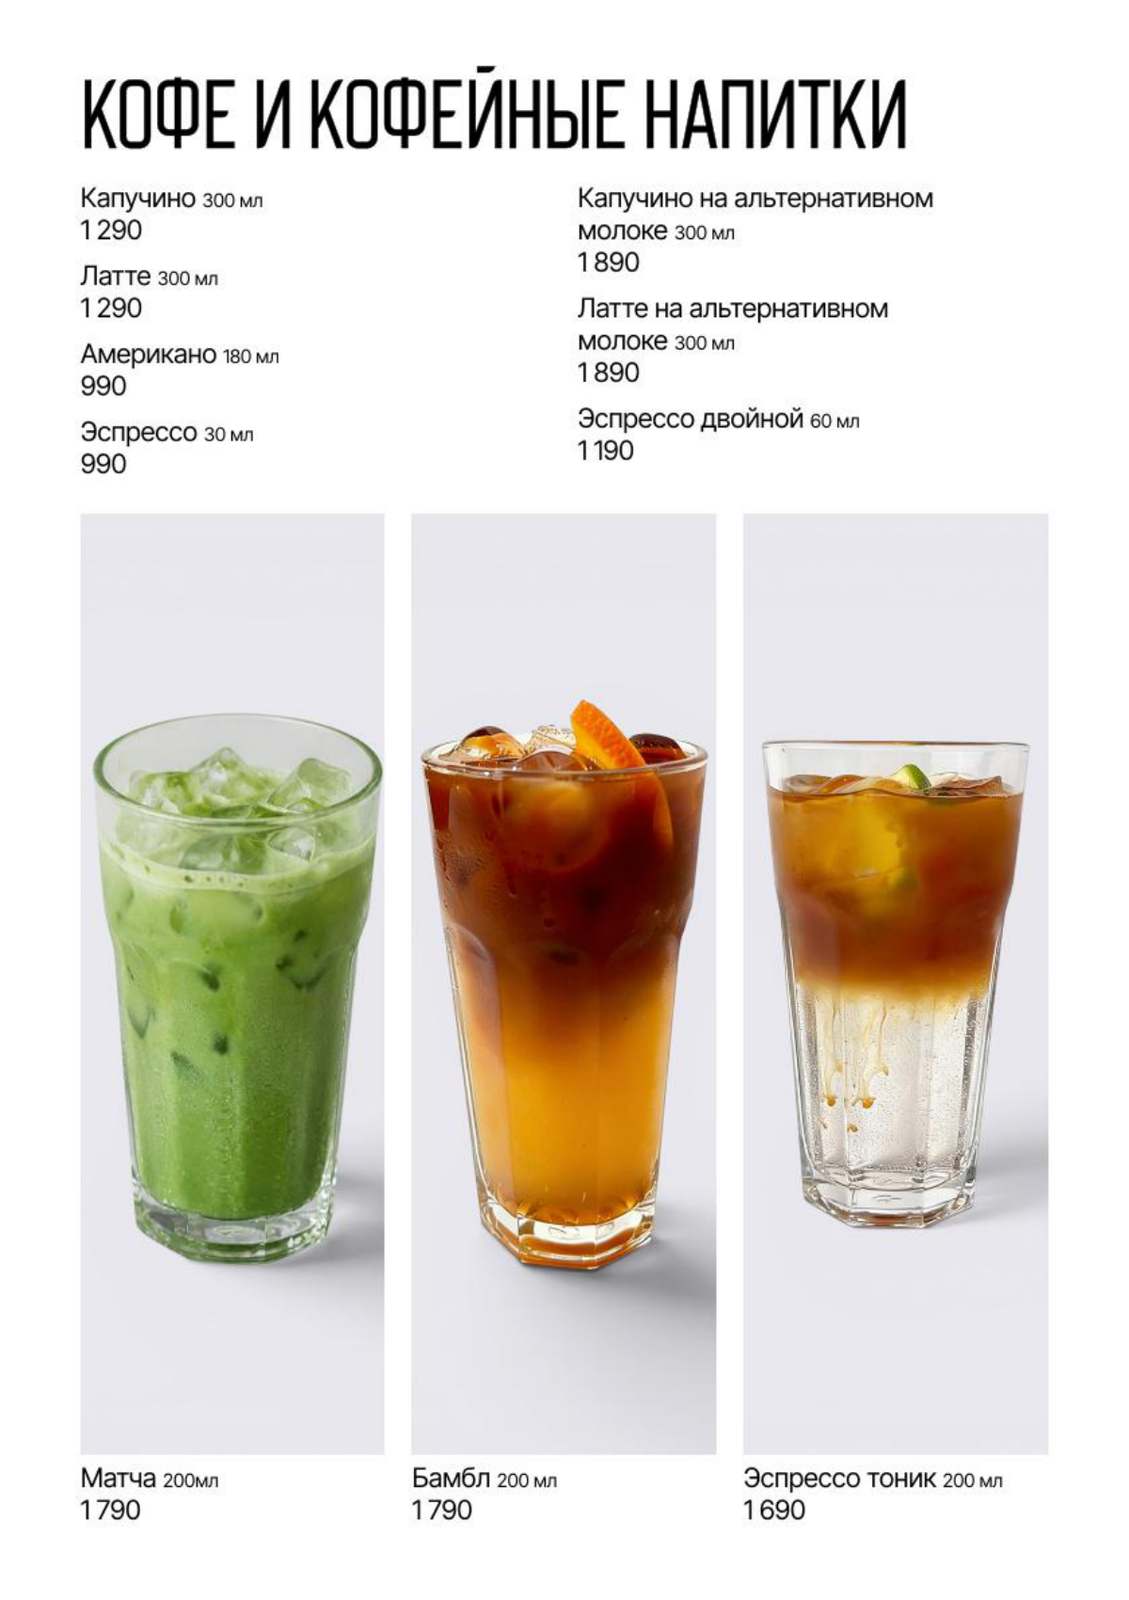 КОФЕ И КОФЕЙНЫЕ НАПИТКИ
Капучино 300 мл
1 290
Латте 300 мл
1 290
Американо 180 мл
990
Эспрессо 30 мл
990
Капучино на альтернативном
молоке 300 мл
1 890
Латте на альтернативном
молоке 300 мл
1 890
Эспрессо двойной 60 мл
1 190
Матча 200мл
1 790
Бамбл 200 мл
1 790
Эспрессо тоник 200 мл
1 690